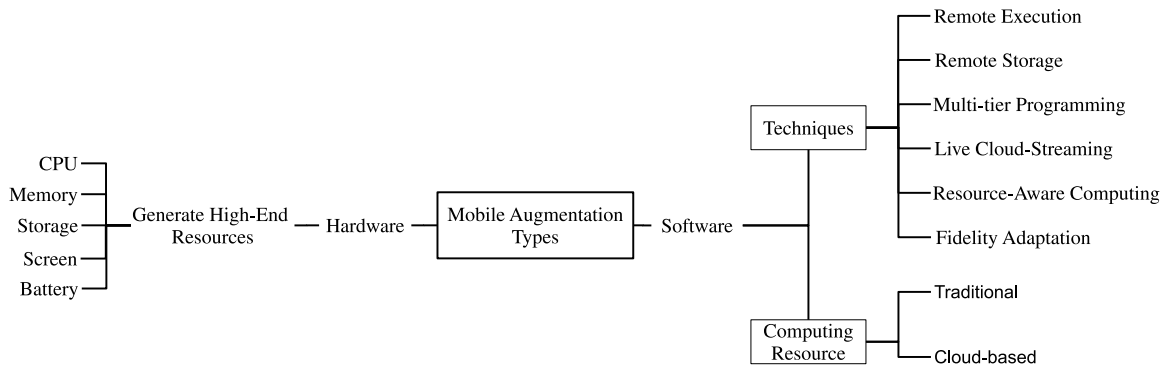 CPU
Memory
Storage
Screen
Battery
Generate High-End
Resources
Hardware
Mobile Augmentation
Types
Software
Techniques
Remote Execution
Remote Storage
Multi-tier Programming
Live Cloud-Streaming
Resource-Aware Computing
Fidelity Adaptation
Computing
Resource
Traditional
Cloud-based